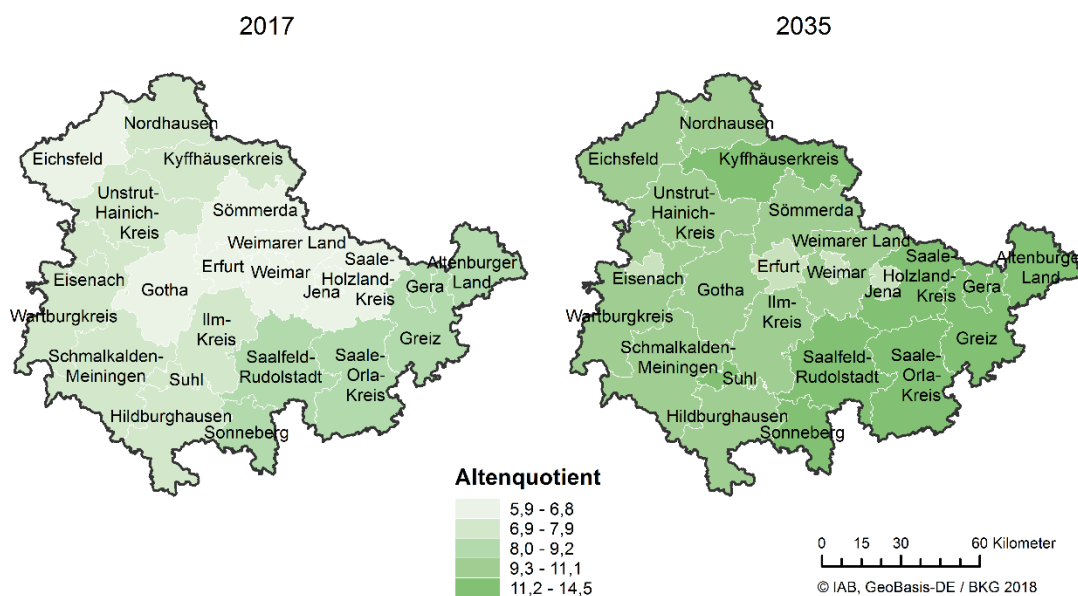 2017
2035
Nordhausen
Eichsfeld
Kyffhäuserkreis
Unstrut-
Hainich-
Kreis
Sömmerda
Weimarer Land
Saale-
Holzland-
Kreis
Erfurt
Weimar
Jena
Altenburger
Land
Gera
Eisenach
Gotha
Wartburgkreis
Ilm-
Kreis
Greiz
Schmalkalden-
Meiningen
Suhl
Saalfeld-
Rudolstadt
Saale-
Orla-
Kreis
Hildburghausen
Sonneberg
Nordhausen
Eichsfeld
Kyffhäuserkreis
Unstrut-
Hainich-
Kreis
Sömmerda
Weimarer Land
Saale-
Holzland-
Kreis
Erfurt
Weimar
Jena
Altenburger
Land
Gera
Eisenach
Gotha
Wartburgkreis
Ilm-
Kreis
Greiz
Schmalkalden-
Meiningen
Suhl
Saalfeld-
Rudolstadt
Saale-
Orla-
Kreis
Hildburghausen
Sonneberg
Altenquotient
5,9 - 6,8
6,9 - 7,9
8,0 - 9,2
9,3 - 11,1
11,2 - 14,5
0 15 30 60 Kilometer
© IAB, GeoBasis-DE / BKG 2018